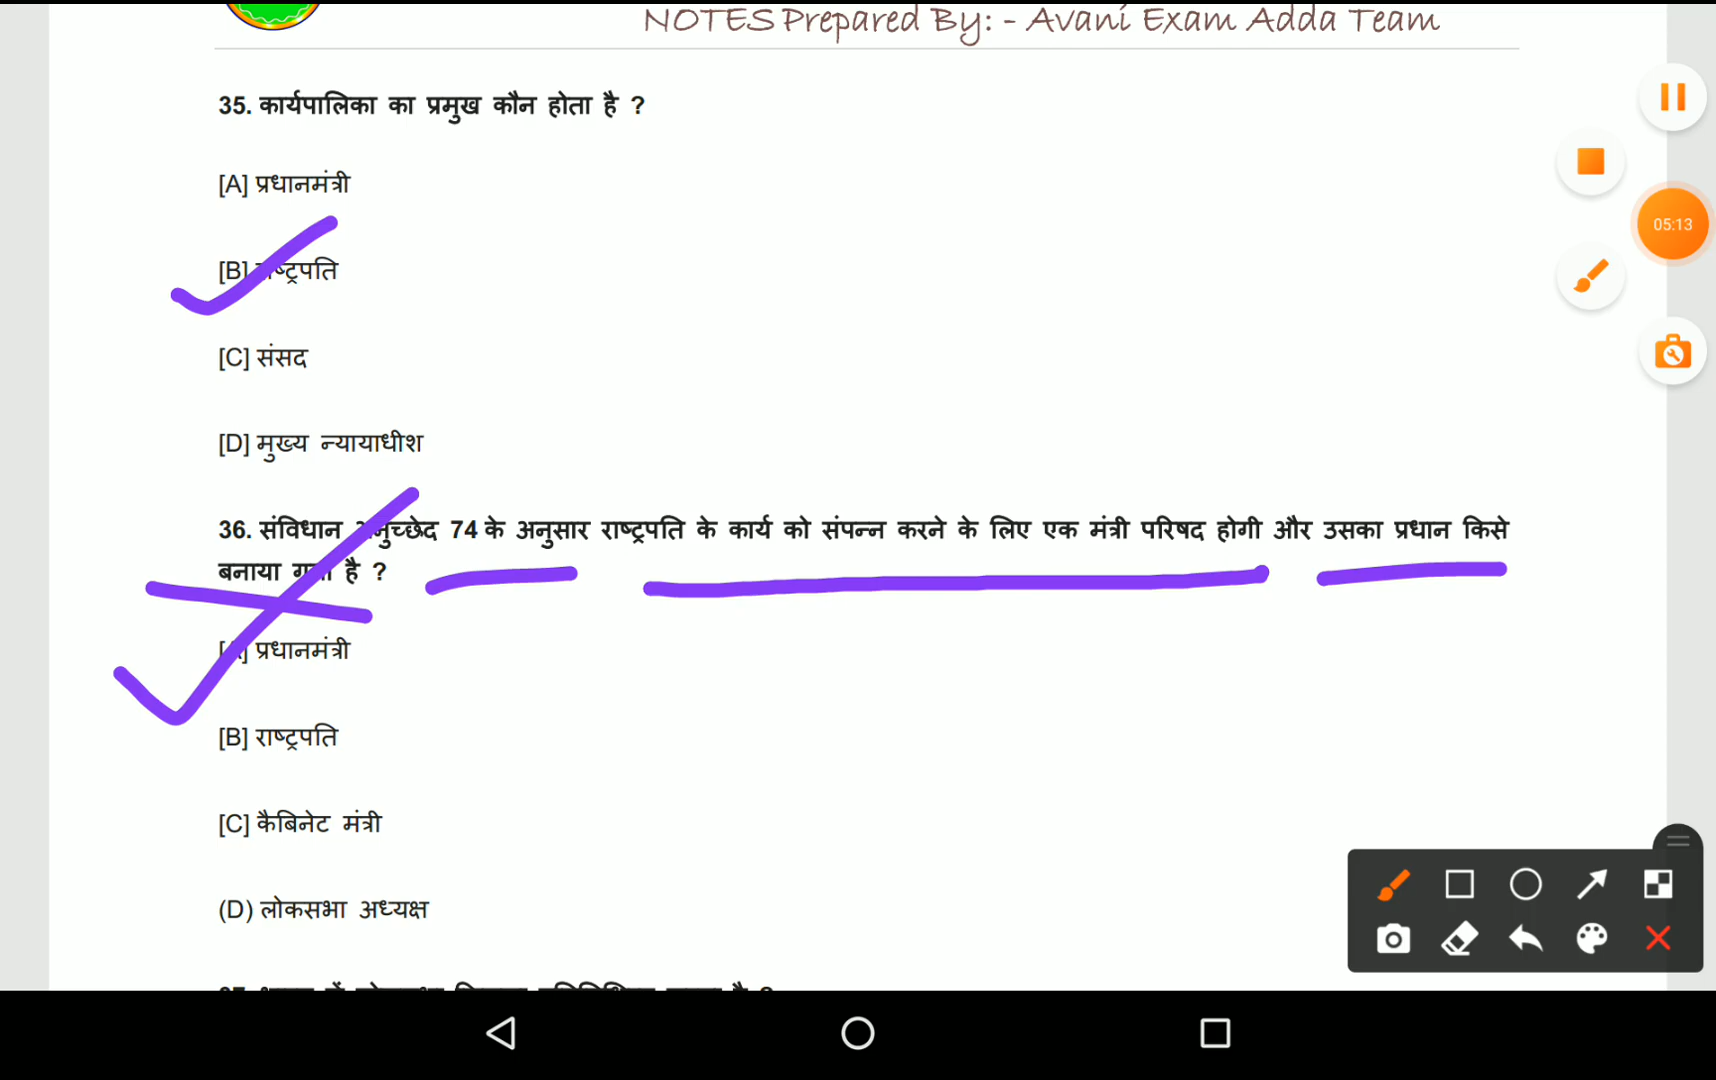 NOTES Prepared By: - Avani Exam Adda Team
35. कार्यपालिका का प्रमुख कौन होता है ?
[A] प्रधानमंत्री
05:13
[B] राष्ट्रपति
[C] संसद
[D] मुख्य न्यायाधीश
36. संविधान अनुच्छेद 74 के अनुसार राष्ट्रपति के कार्य को संपन्न करने के लिए एक मंत्री परिषद होगी और उसका प्रधान किसे
बनाया गया है ?
[A] प्रधानमंत्री
[B] राष्ट्रपति
[C] कैबिनेट मंत्री
(D) लोकसभा अध्यक्ष